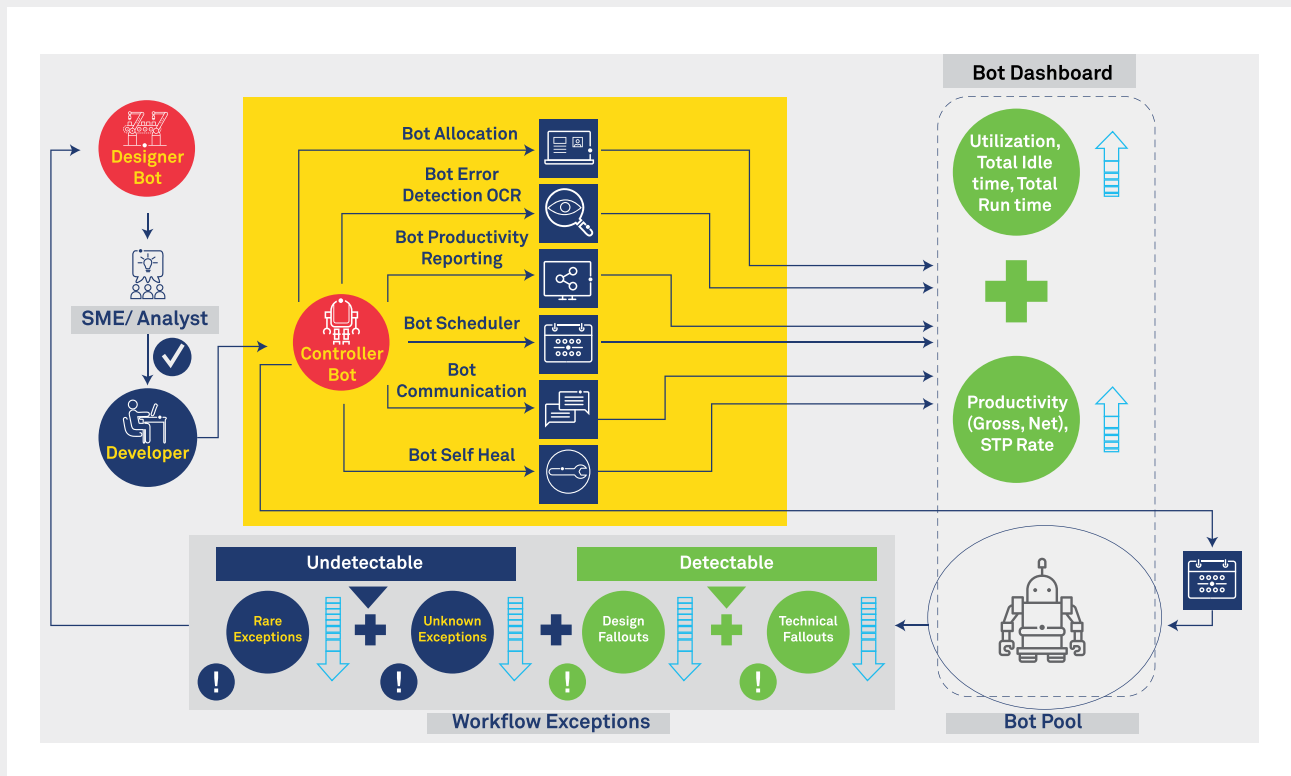 Bot Dashboard
Designer
Bot
SME/ Analyst
Developer
Controller
Bot
Bot Allocation
Bot Error
Detection OCR
Bot Productivity
Reporting
Bot Scheduler
Bot
Communication
Bot Self Heal
Utilization,
Total Idle
time, Total
Run time
Productivity
(Gross, Net),
STP Rate
Undetectable
Detectable
Rare
Exceptions
!
Unknown
Exceptions
!
Design
Fallouts
!
Technical
Fallouts
!
Workflow Exceptions
Bot Pool